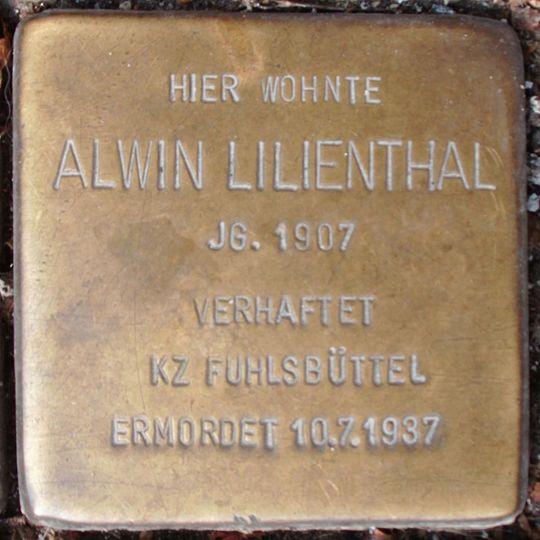 HIER WOHNTE
ALWIN LILIENTHAL
JG. 1907
VERHAFTET
KZ FUHLSBÜTTEL
ERMORDET 10.7.1937